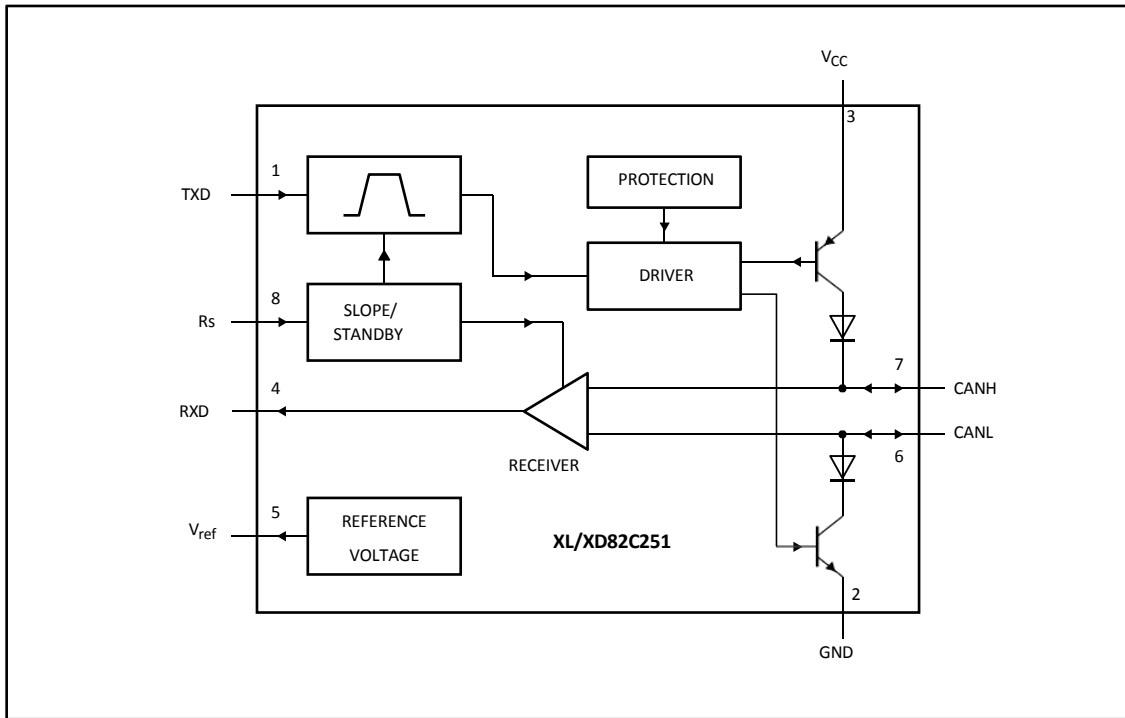 VCC
3
1
TXD
PROTECTION
DRIVER
8
Rs
SLOPE/
STANDBY
7
CANH
4
RXD
CANL
6
RECEIVER
5
Vref
REFERENCE
VOLTAGE
XL/XD82C251
2
GND